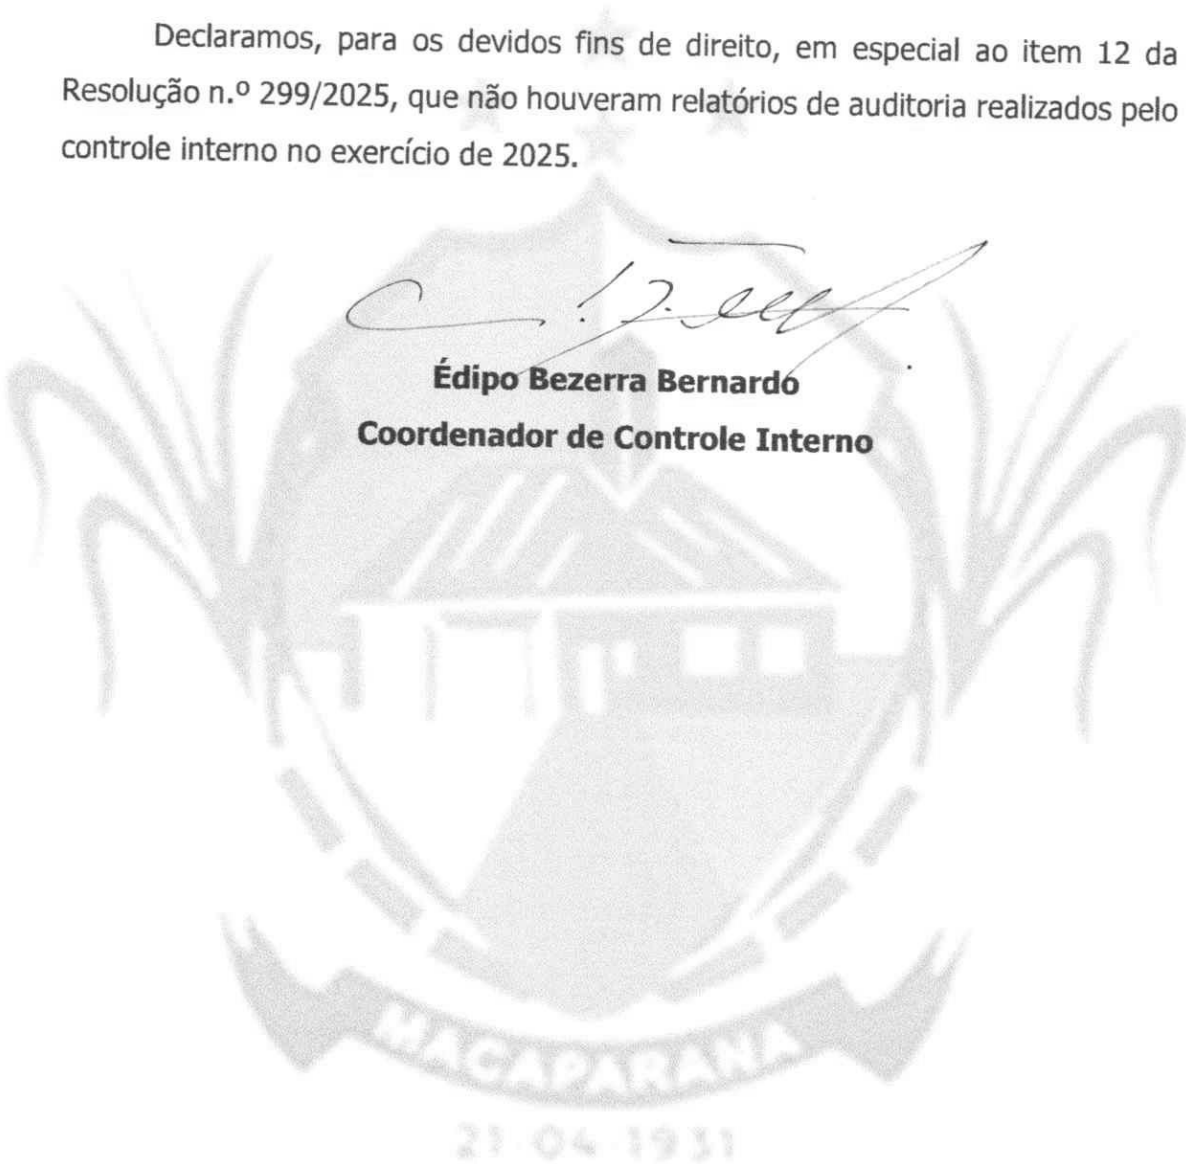 Declaramos, para os devidos fins de direito, em especial ao item 12 da
Resolução n.º 299/2025, que não houveram relatórios de auditoria realizados pelo
controle interno no exercício de 2025.
Édipo Bezerra Bernardo
Coordenador de Controle Interno
MACAPARANA
21 04 1931